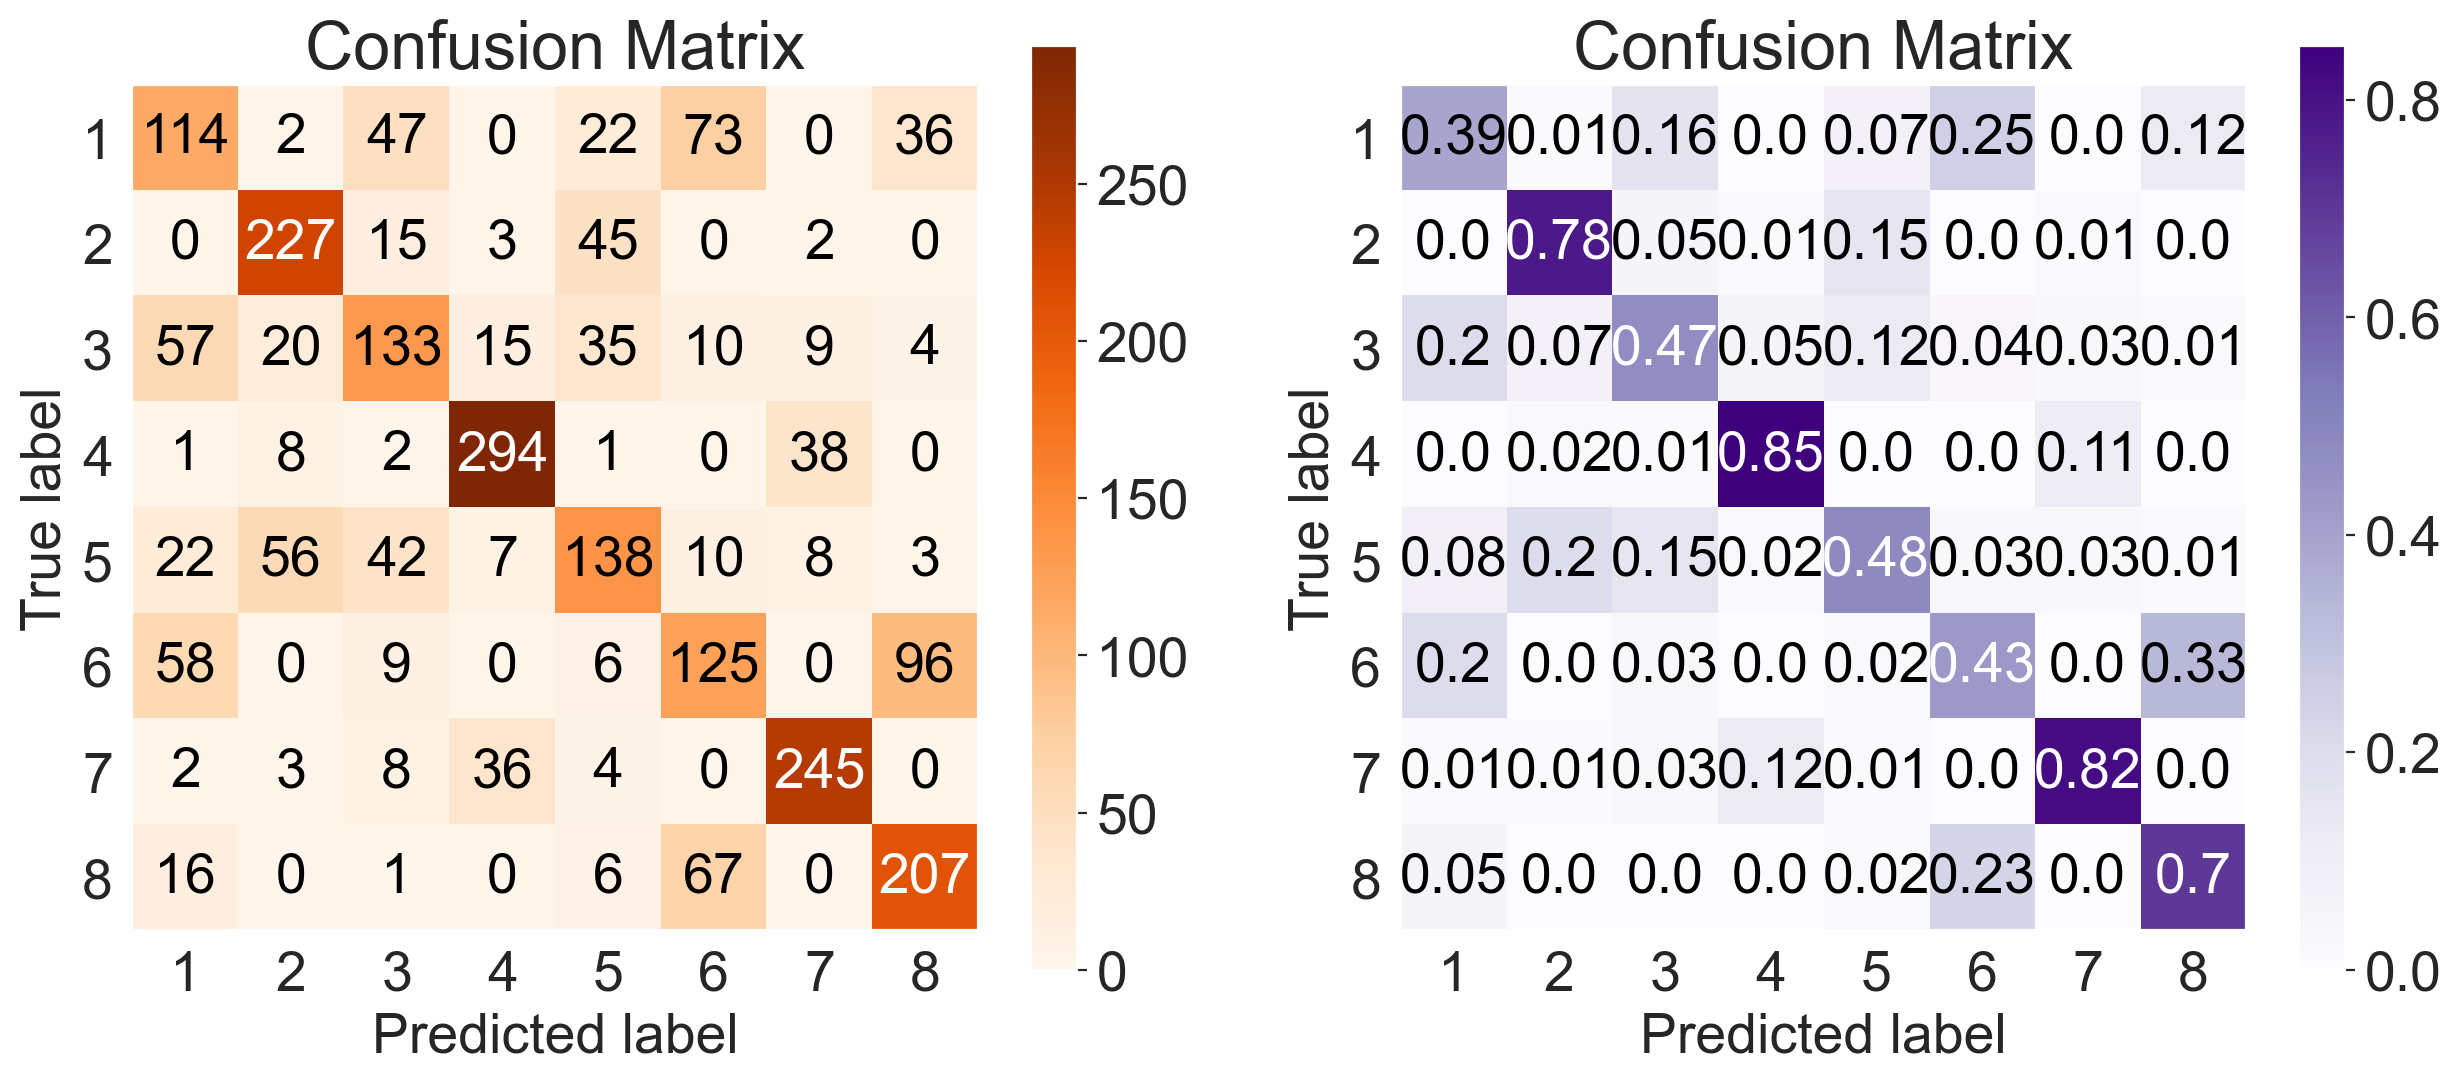 Confusion Matrix
1 114 2 47 0 22 73 0 36
2 0 227 15 3 45 0 2 0
3 57 20 133 15 35 10 9 4
4 1 8 2 294 1 0 38 0
5 22 56 42 7 138 10 8 3
6 58 0 9 0 6 125 0 96
7 2 3 8 36 4 0 245 0
8 16 0 1 0 6 67 0 207
1 2 3 4 5 6 7 8
True label
Predicted label
250
200
150
100
50
0
Confusion Matrix
1 0.39 0.01 0.16 0.0 0.07 0.25 0.0 0.12
2 0.0 0.78 0.05 0.01 0.15 0.0 0.01 0.0
3 0.2 0.07 0.47 0.05 0.12 0.04 0.03 0.01
4 0.0 0.02 0.01 0.85 0.0 0.0 0.11 0.0
5 0.08 0.2 0.15 0.02 0.48 0.03 0.03 0.01
6 0.2 0.0 0.03 0.0 0.02 0.43 0.0 0.33
7 0.01 0.01 0.03 0.12 0.01 0.0 0.82 0.0
8 0.05 0.0 0.0 0.0 0.02 0.23 0.0 0.7
1 2 3 4 5 6 7 8
True label
Predicted label
0.8
0.6
0.4
0.2
0.0